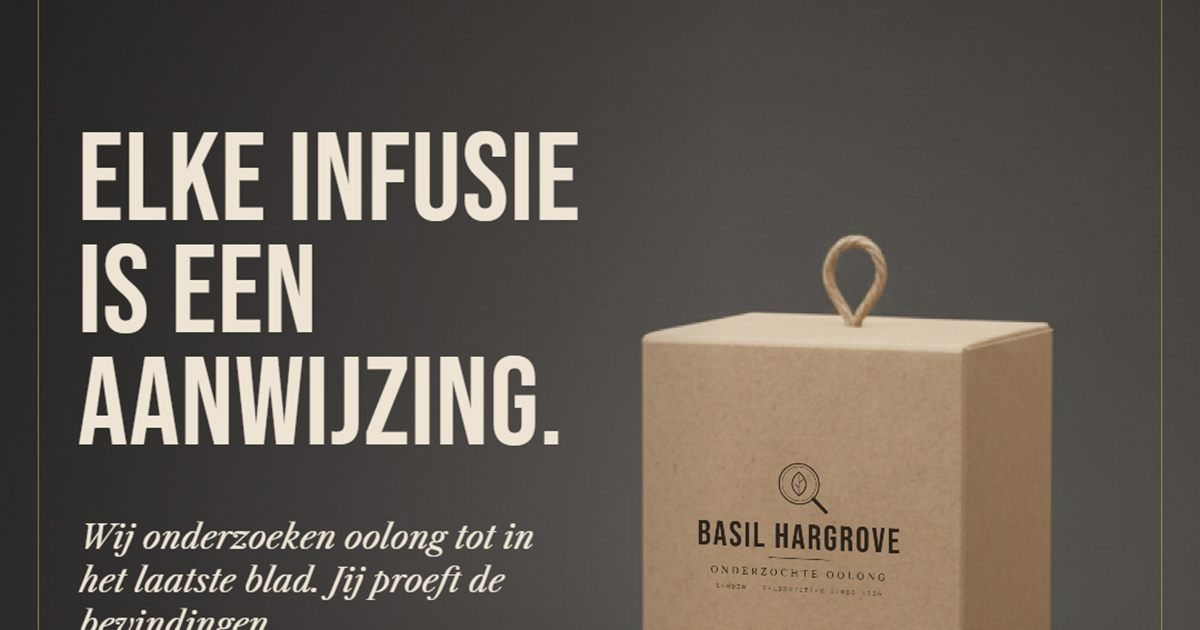 ELKE INFUSIE
IS EEN
AANWIJZING.
Wij onderzoeken oolong tot in
het laatste blad. Jij proeft de
bevindingen
BASIL HARGROVE
ONDERZOCHTE OOLONG